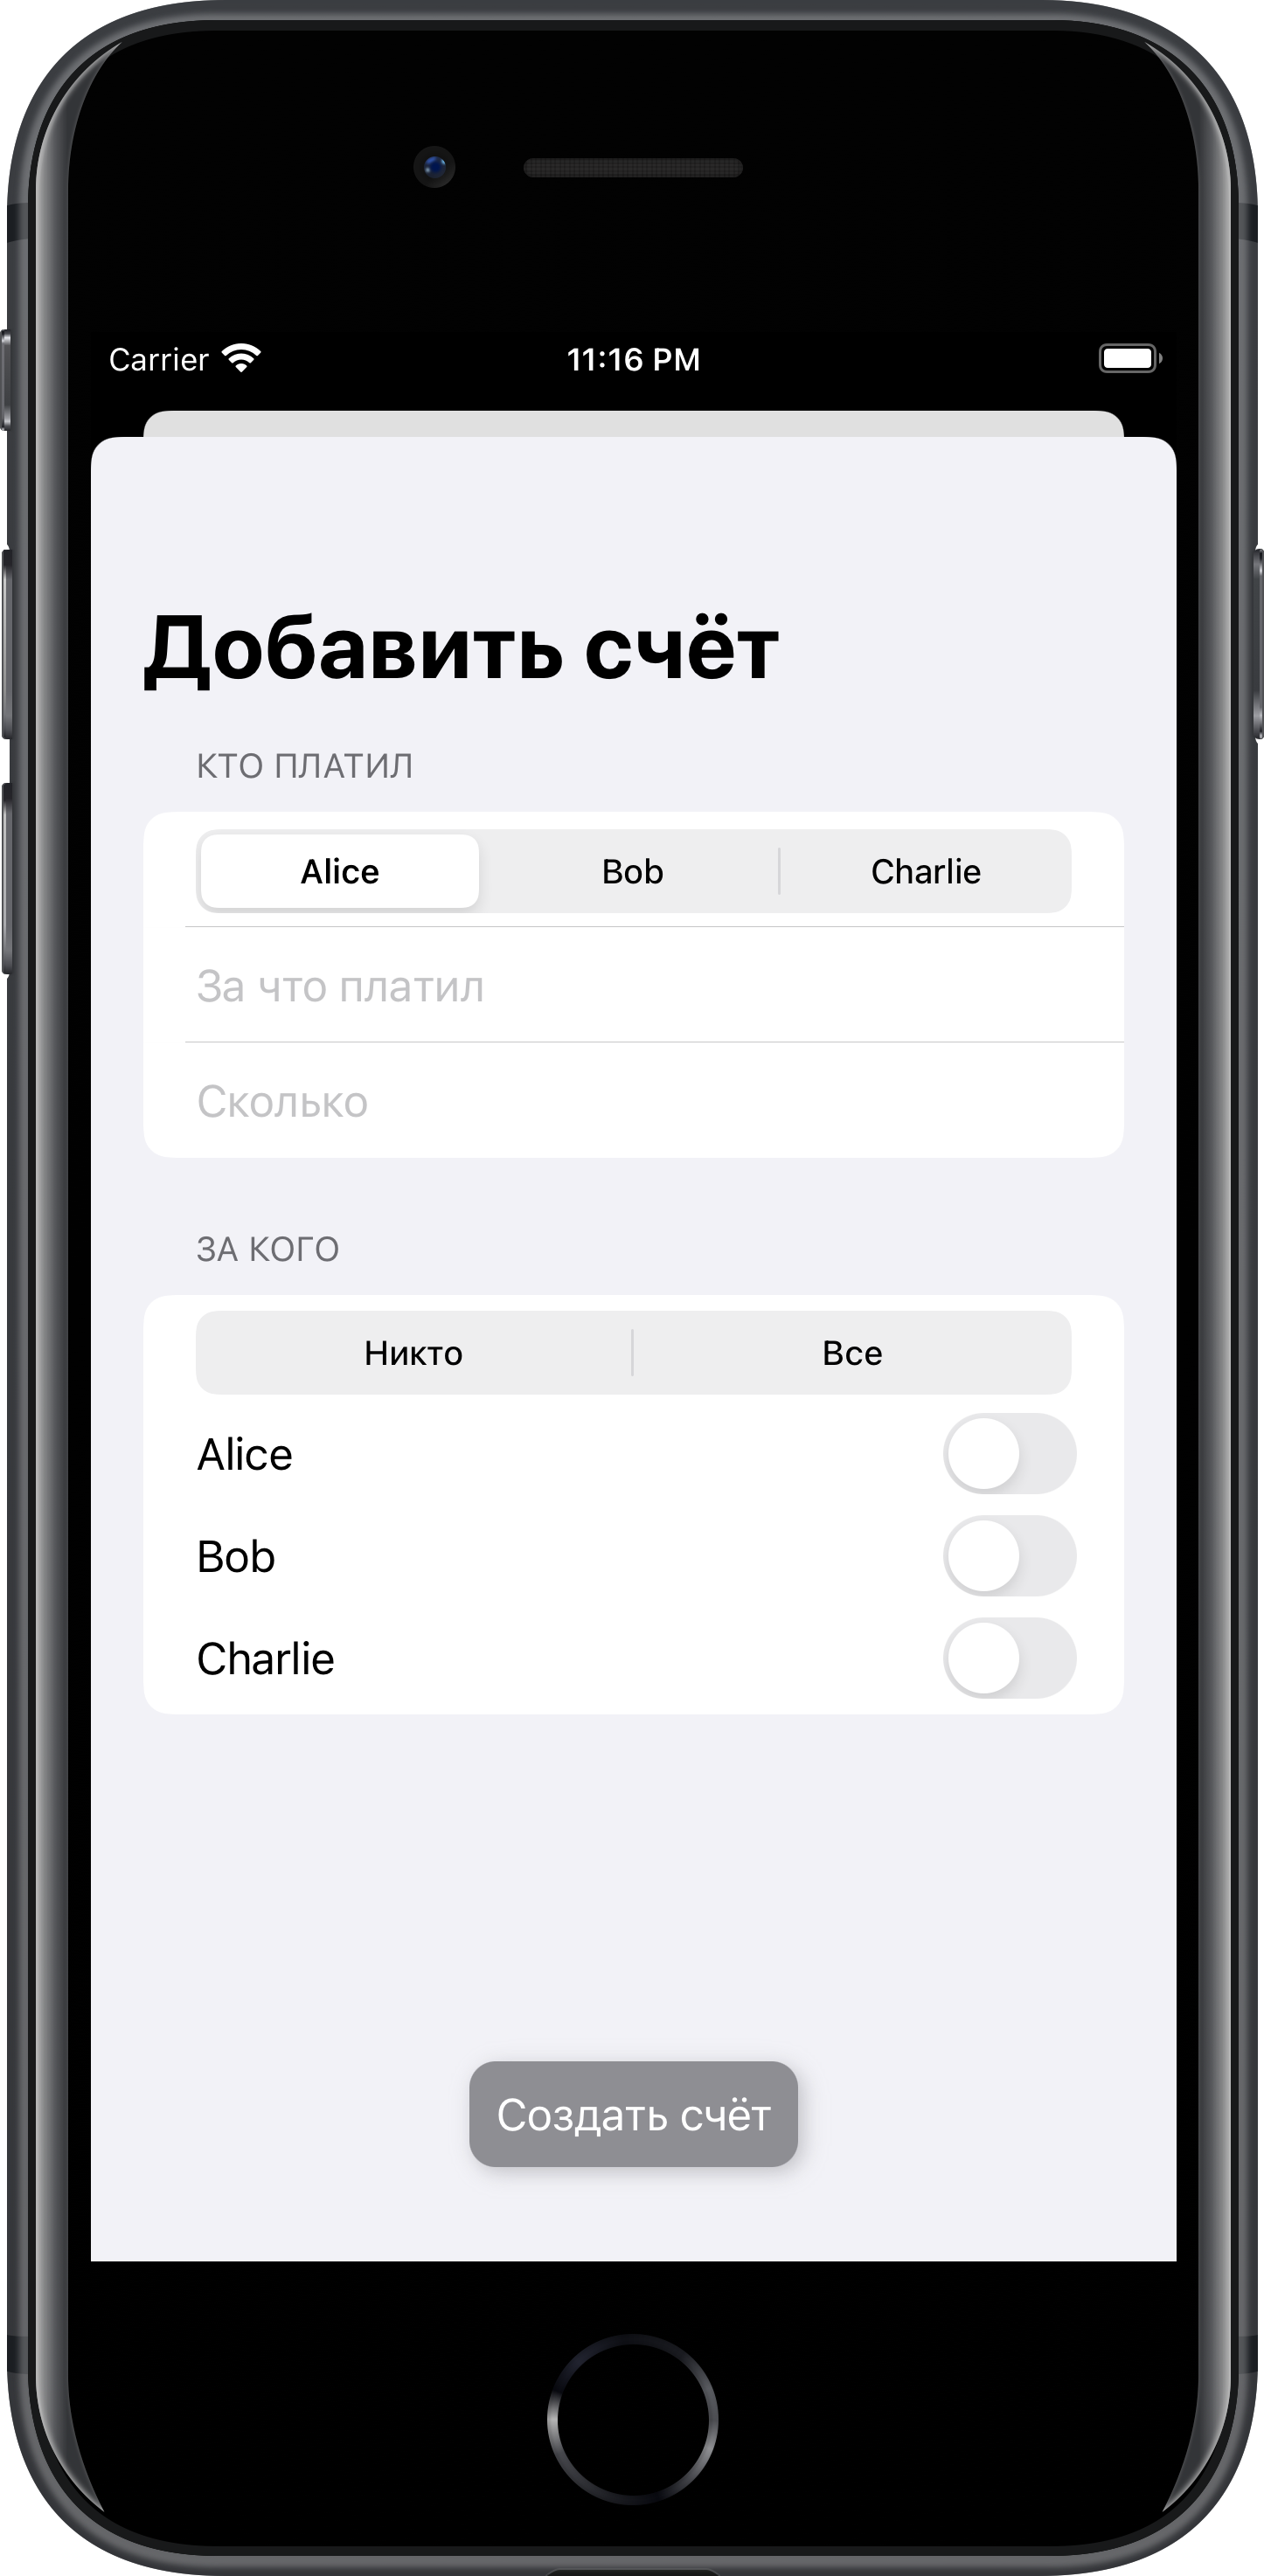 Carrier 11:16 PM
Добавить счёт
КТО ПЛАТИЛ
Alice Bob Charlie
За что платил
Сколько
ЗА КОГО
Никто Все
Alice
Bob
Charlie
Создать счёт